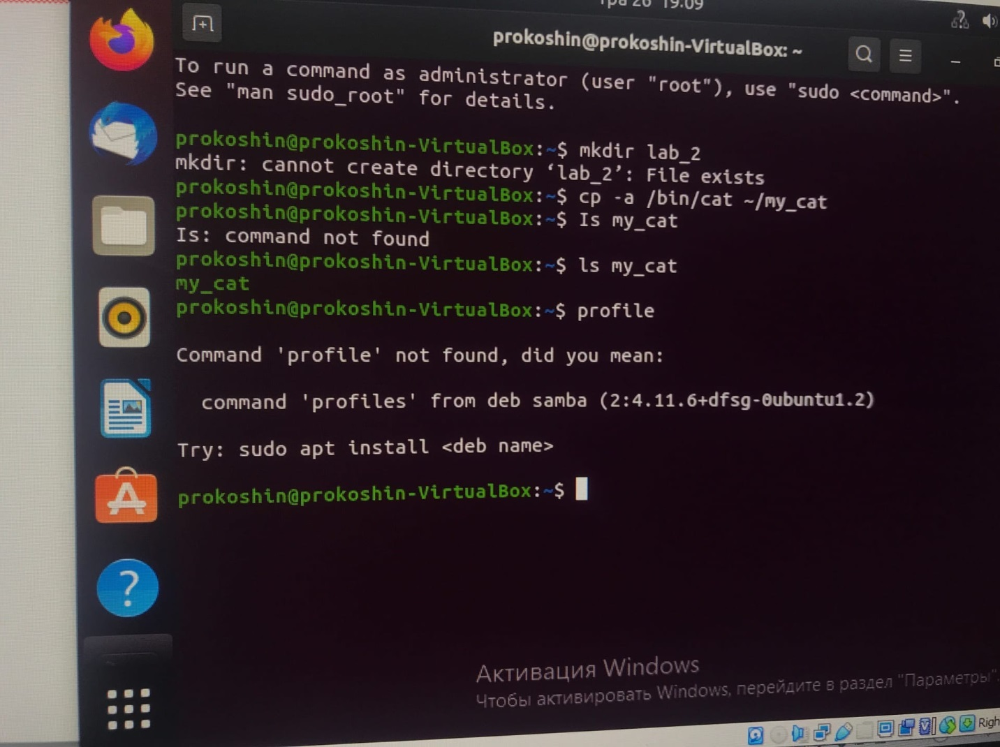 19:09
prokoshin@prokoshin-VirtualBox: ~
To run a command as administrator (user "root"), use "sudo <command>".
See "man sudo_root" for details.
prokoshin@prokoshin-VirtualBox:~$ mkdir lab_2
mkdir: cannot create directory ‘lab_2’: File exists
prokoshin@prokoshin-VirtualBox:~$ cp -a /bin/cat ~/my_cat
prokoshin@prokoshin-VirtualBox:~$ Is my_cat
Is: command not found
prokoshin@prokoshin-VirtualBox:~$ ls my_cat
my_cat
prokoshin@prokoshin-VirtualBox:~$ profile
Command 'profile' not found, did you mean:
command 'profiles' from deb samba (2:4.11.6+dfsg-0ubuntu1.2)
Try: sudo apt install <deb name>
prokoshin@prokoshin-VirtualBox:~$
Активация Windows
Чтобы активировать Windows, перейдите в раздел "Параметры".
Righ